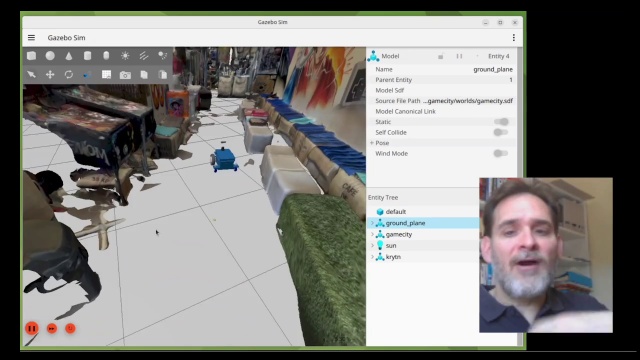 Gazebo Sim
Gazebo Sim
Model
Entity 4
Name
ground_plane
Parent Entity
1
Model Sdf
Source File Path
...gamecity/worlds/gamecity.sdf
Model Canonical Link
Static
Self Collide
+ Pose
Wind Mode
Entity Tree
default
ground_plane
gamecity
sun
krytn